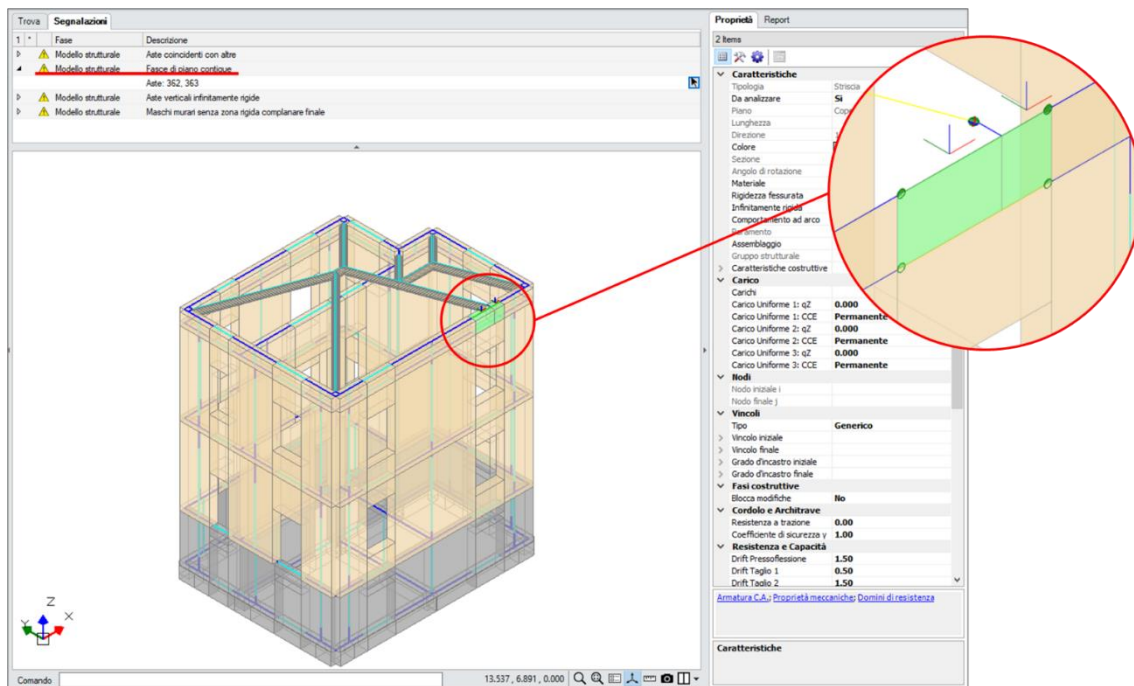 Trova Segnalazioni
1 * Fase Descrizione
Modello strutturale Aste coincidenti con altre
Modello strutturale Fasce di piano contigue
Aste: 362, 363
Modello strutturale Aste verticali infinitamente rigide
Modello strutturale Maschi murari senza zona rigida complanare finale
Z
X
Y
Comando
13.537 , 6.891 , 0.000
Proprietà Report
2 Items
Caratteristiche
Tipologia Striscia
Da analizzare Sì
Piano
Lunghezza
Direzione
Colore
Sezione
Angolo di rotazione
Materiale
Rigidezza fessurata
Infinitamente rigida
Comportamento ad arco
Assemblaggio
Gruppo strutturale
Caratteristiche costruttive
Carico
Carichi
Carico Uniforme 1: qZ 0.000
Carico Uniforme 1: CCE Permanente
Carico Uniforme 2: qZ 0.000
Carico Uniforme 2: CCE Permanente
Carico Uniforme 3: qZ 0.000
Carico Uniforme 3: CCE Permanente
Nodi
Nodo iniziale i
Nodo finale j
Vincoli
Tipo Generico
Vincolo iniziale
Vincolo finale
Grado d'incastro iniziale
Grado d'incastro finale
Fasi costruttive
Blocca modifiche No
Cordolo e Architrave
Resistenza a trazione 0.00
Coefficiente di sicurezza γ 1.00
Resistenza e Capacità
Drift Pressoflessione 1.50
Drift Taglio 1 0.50
Drift Taglio 2 1.50
Armatura C.A.; Proprietà meccaniche; Domini di resistenza
Caratteristiche